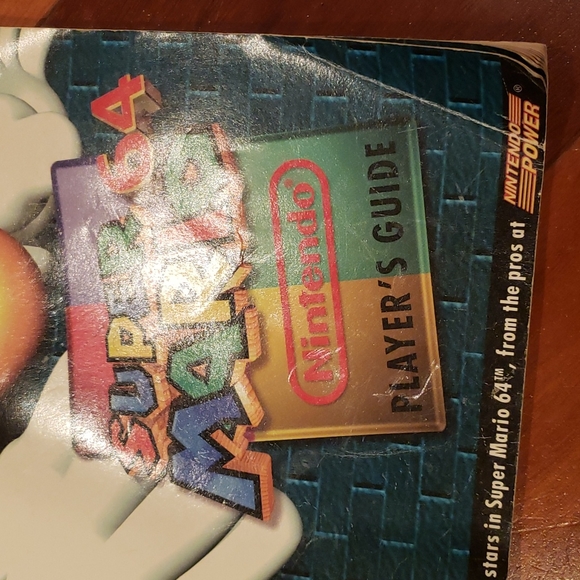 SUPER
MARIO 64
Nintendo®
PLAYER'S GUIDE
stars in Super Mario 64™, from the pros at
NINTENDO
POWER®